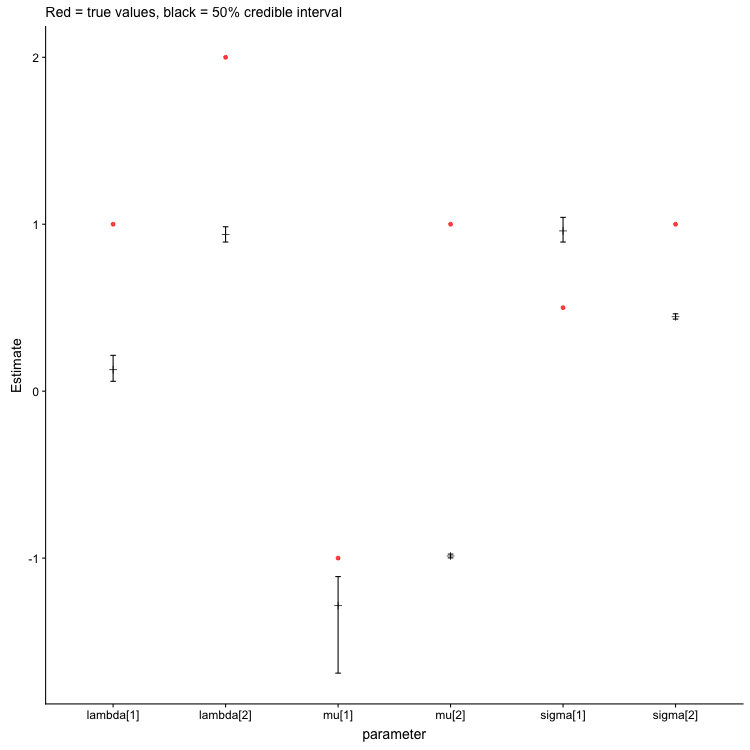 Red = true values, black = 50% credible interval
2
1
0
-1
Estimate
lambda[1] lambda[2] mu[1] mu[2] sigma[1] sigma[2]
parameter